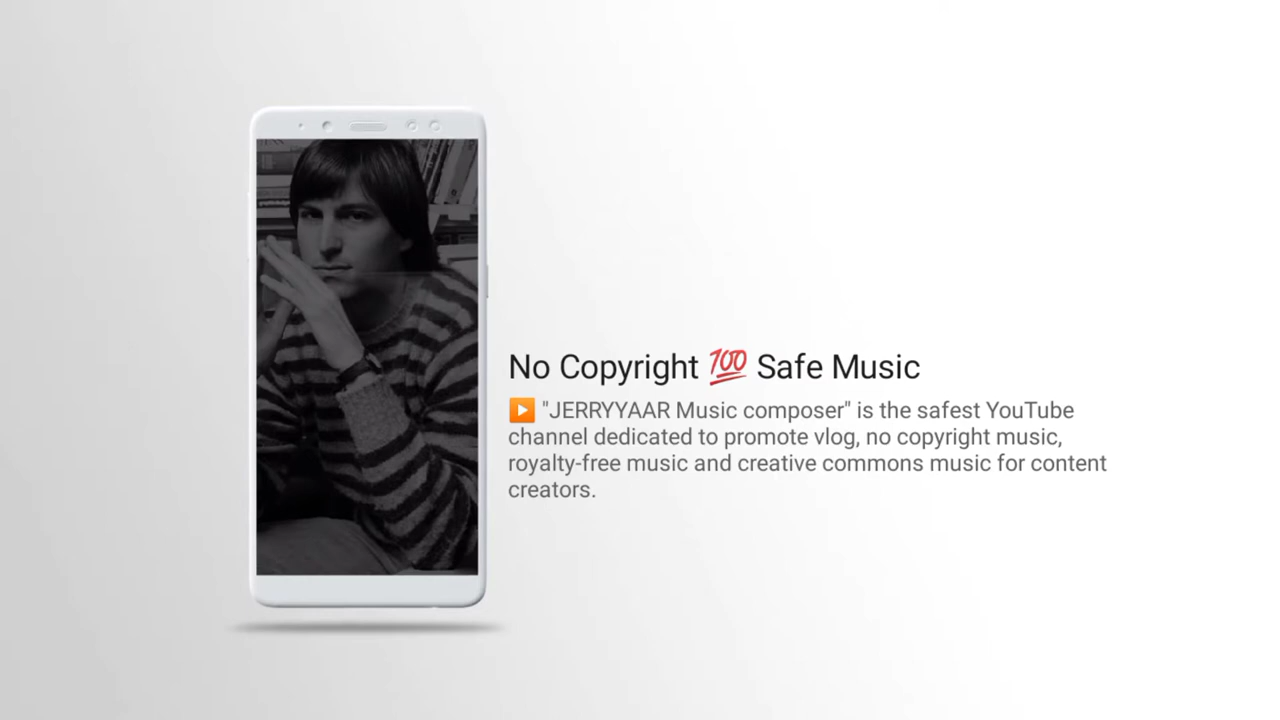 No Copyright 💯 Safe Music
▶️ "JERRYYAAR Music composer" is the safest YouTube
channel dedicated to promote vlog, no copyright music,
royalty-free music and creative commons music for content
creators.